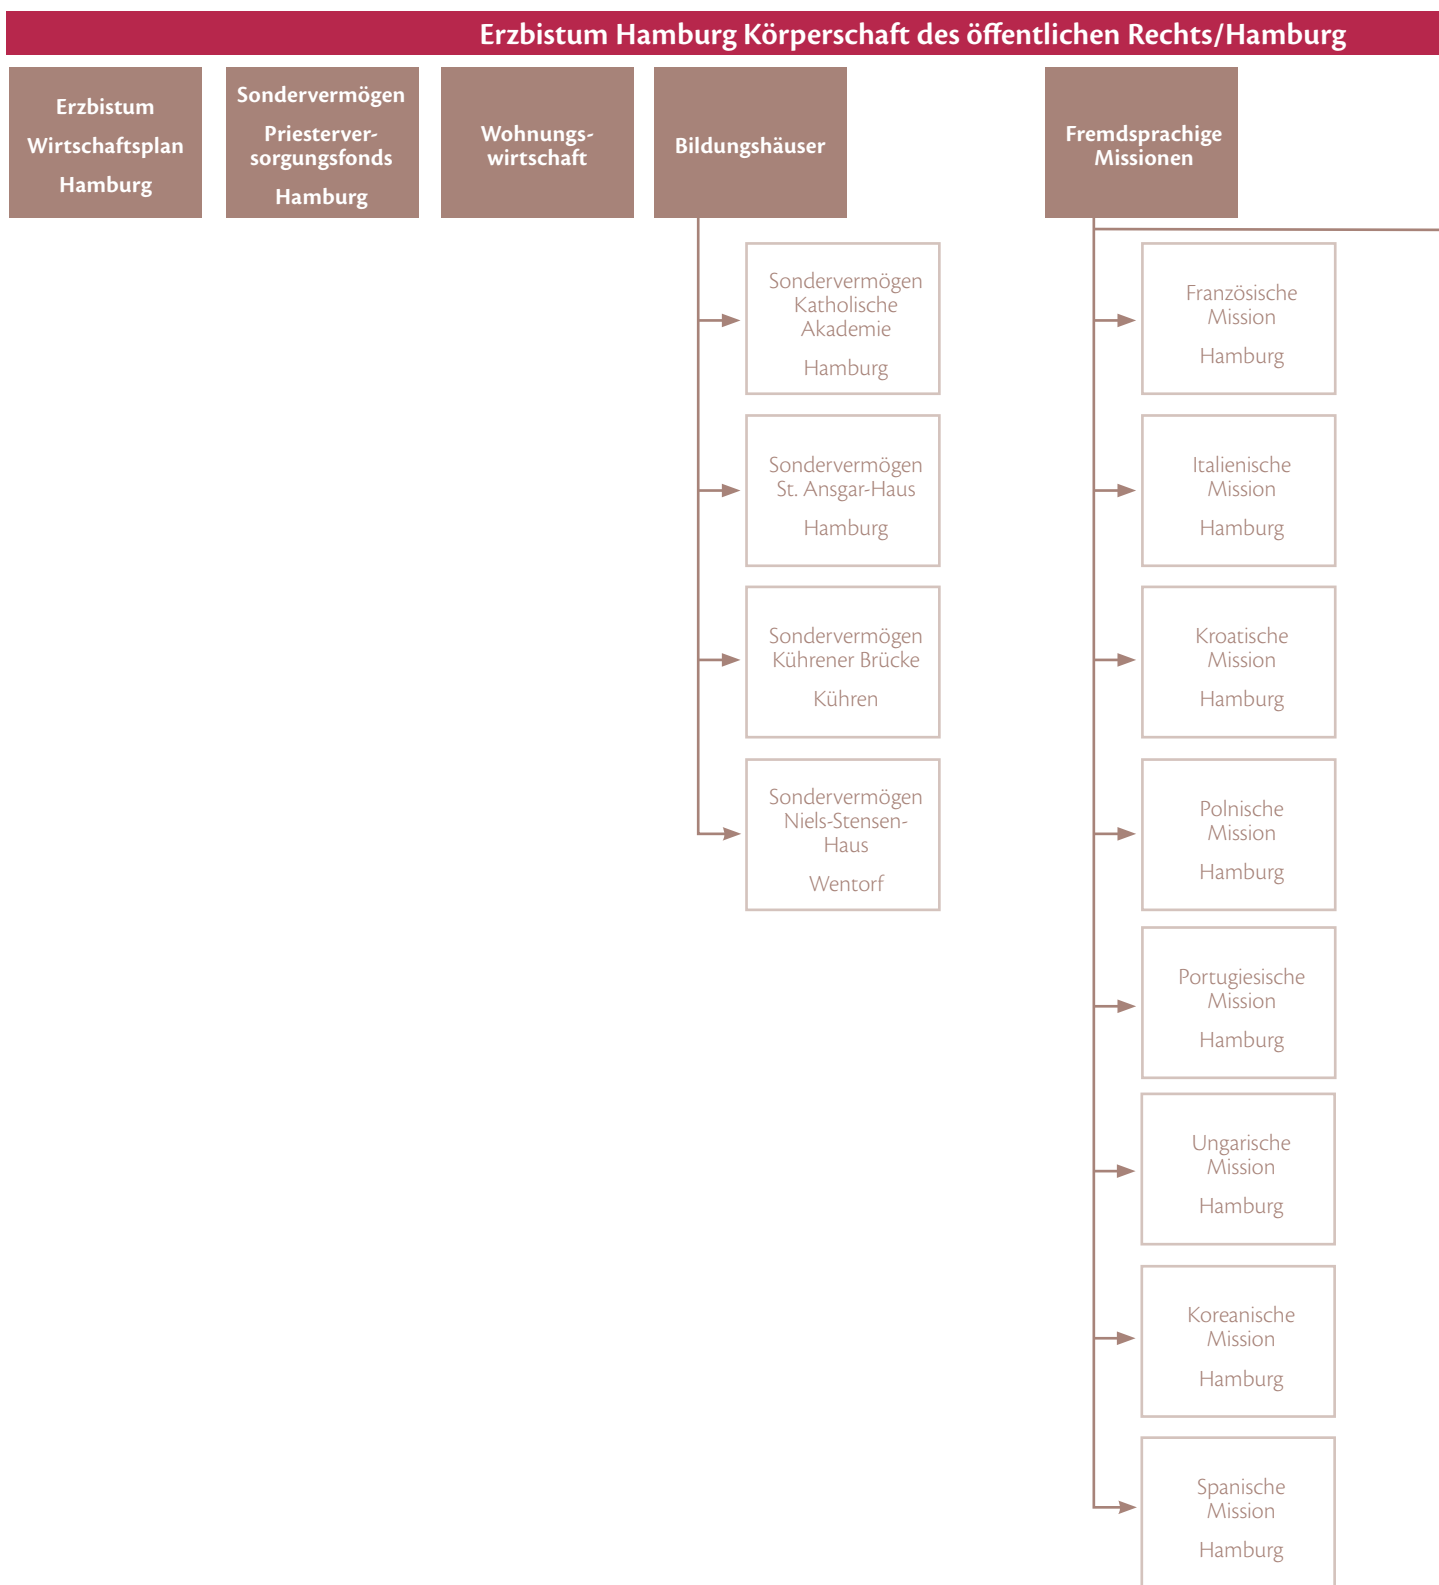 Erzbistum Hamburg Körperschaft des öffentlichen Rechts/Hamburg
Erzbistum
Wirtschaftsplan
Hamburg
Sondervermögen
Priesterver-
sorgungsfonds
Hamburg
Wohnungs-
wirtschaft
Bildungshäuser
Fremdsprachige
Missionen
Sondervermögen
Katholische
Akademie
Hamburg
Sondervermögen
St. Ansgar-Haus
Hamburg
Sondervermögen
Kührener Brücke
Kühren
Sondervermögen
Niels-Stensen-
Haus
Wentorf
Französische
Mission
Hamburg
Italienische
Mission
Hamburg
Kroatische
Mission
Hamburg
Polnische
Mission
Hamburg
Portugiesische
Mission
Hamburg
Ungarische
Mission
Hamburg
Koreanische
Mission
Hamburg
Spanische
Mission
Hamburg